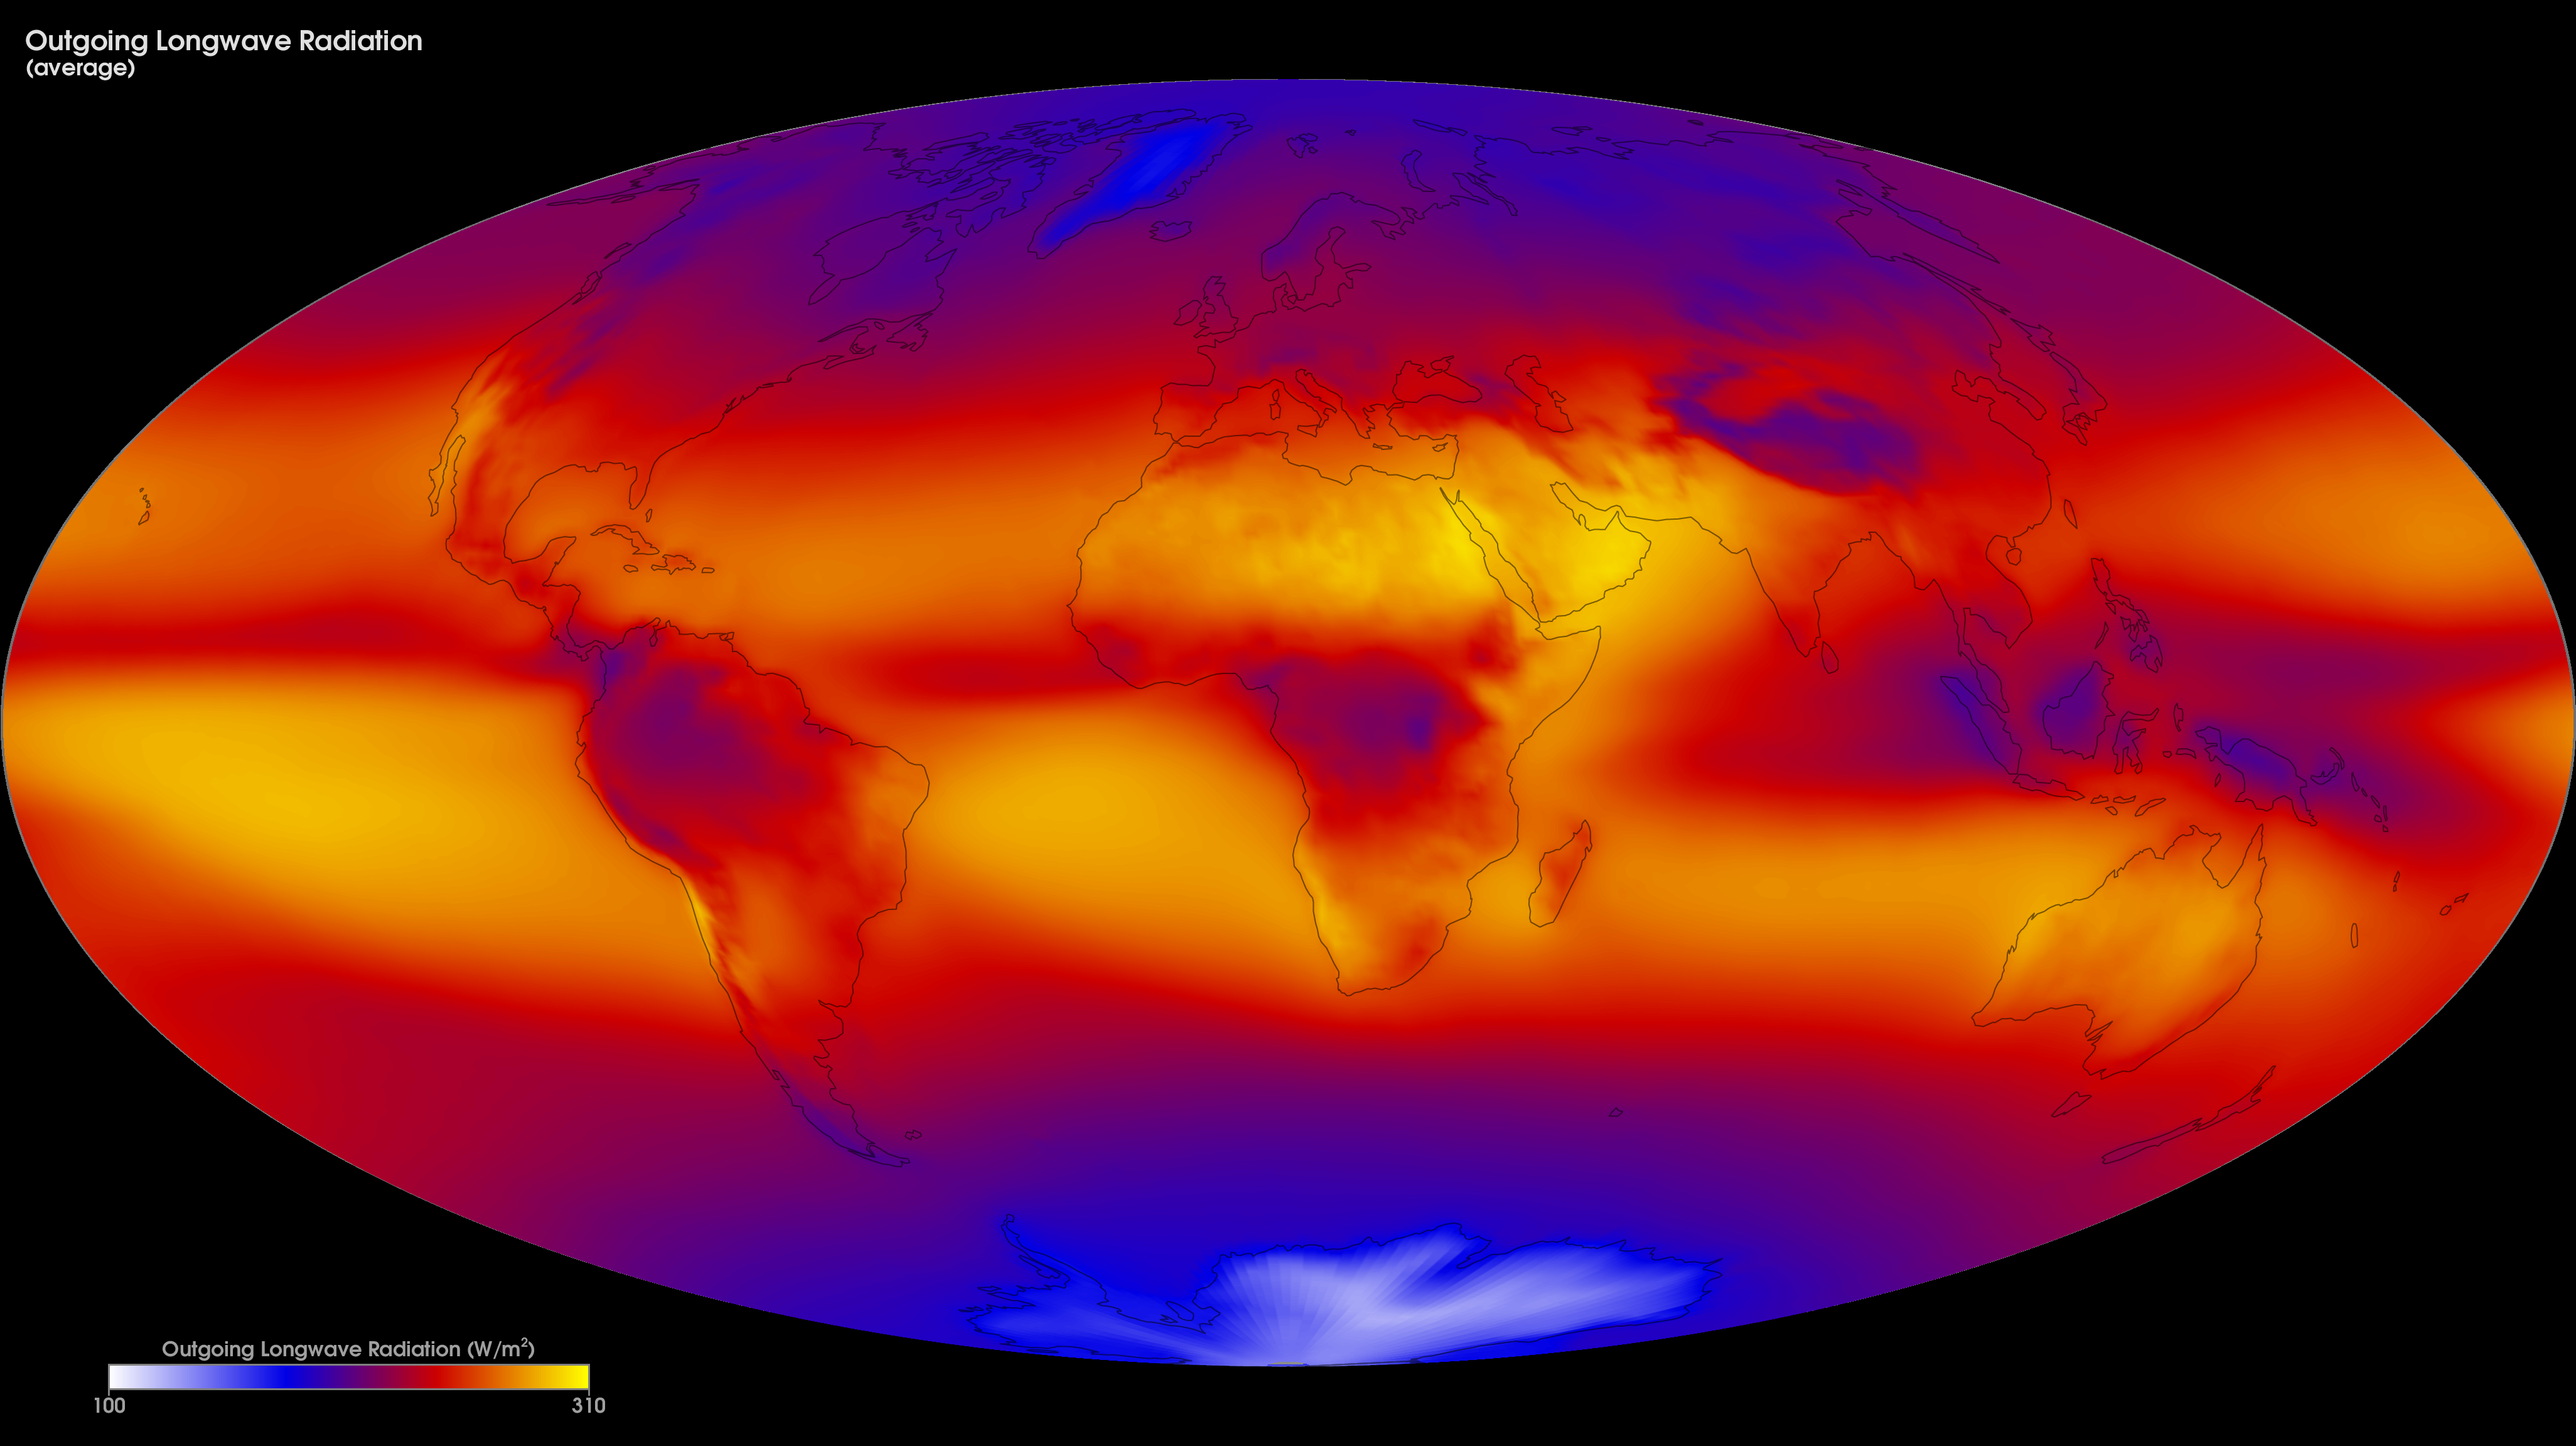 Outgoing Longwave Radiation
(average)
Outgoing Longwave Radiation (W/m²)
100 310